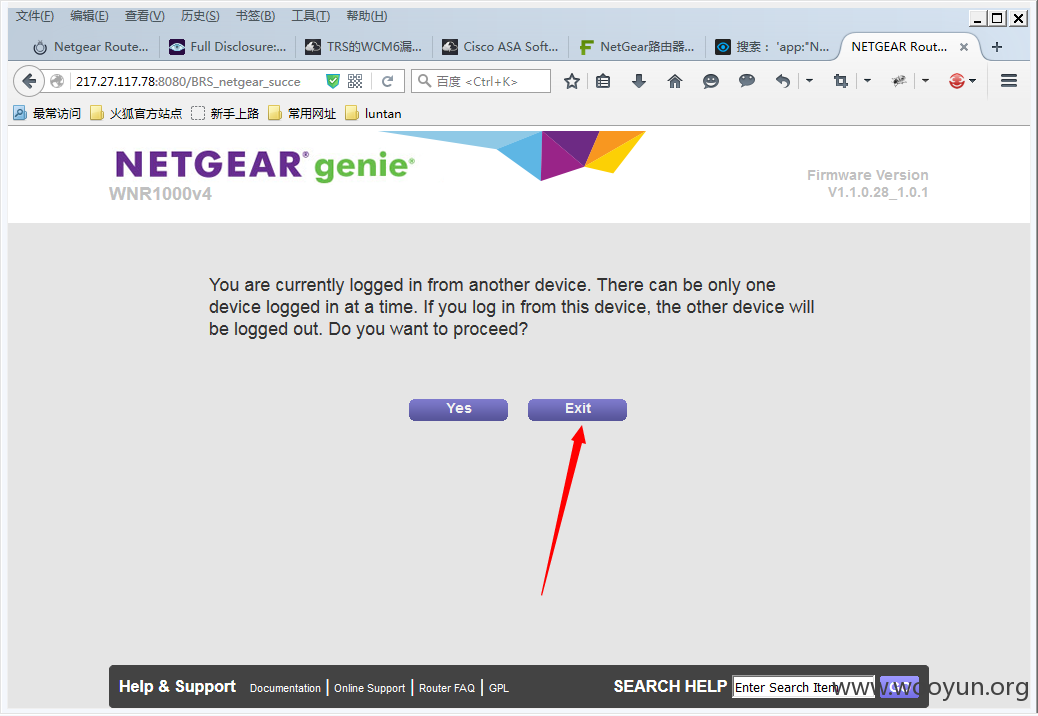 文件(F) 编辑(E) 查看(V) 历史(S) 书签(B) 工具(T) 帮助(H)
Netgear Route... Full Disclosure:... TRS的WCM6漏... Cisco ASA Soft... NetGear路由器... 搜索： 'app:"N... NETGEAR Rout...
217.27.117.78:8080/BRS_netgear_succe 百度 <Ctrl+K>
最常访问 火狐官方站点 新手上路 常用网址 luntan
NETGEAR® genie®
WNR1000v4
Firmware Version
V1.1.0.28_1.0.1
You are currently logged in from another device. There can be only one
device logged in at a time. If you log in from this device, the other device will
be logged out. Do you want to proceed?
Yes Exit
Help & Support Documentation | Online Support | Router FAQ | GPL SEARCH HELP Enter Search Item
www.wooyun.org